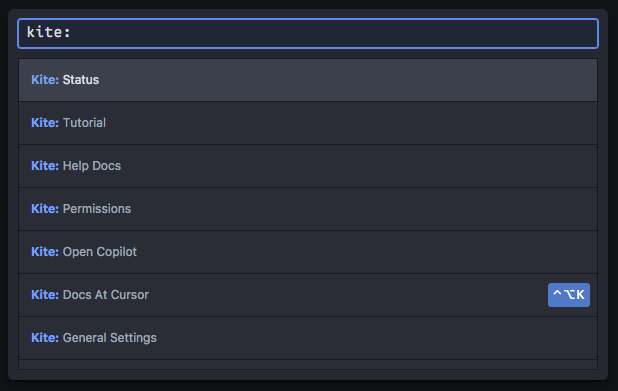 kite:
Kite: Status
Kite: Tutorial
Kite: Help Docs
Kite: Permissions
Kite: Open Copilot
Kite: Docs At Cursor ^⌥K
Kite: General Settings